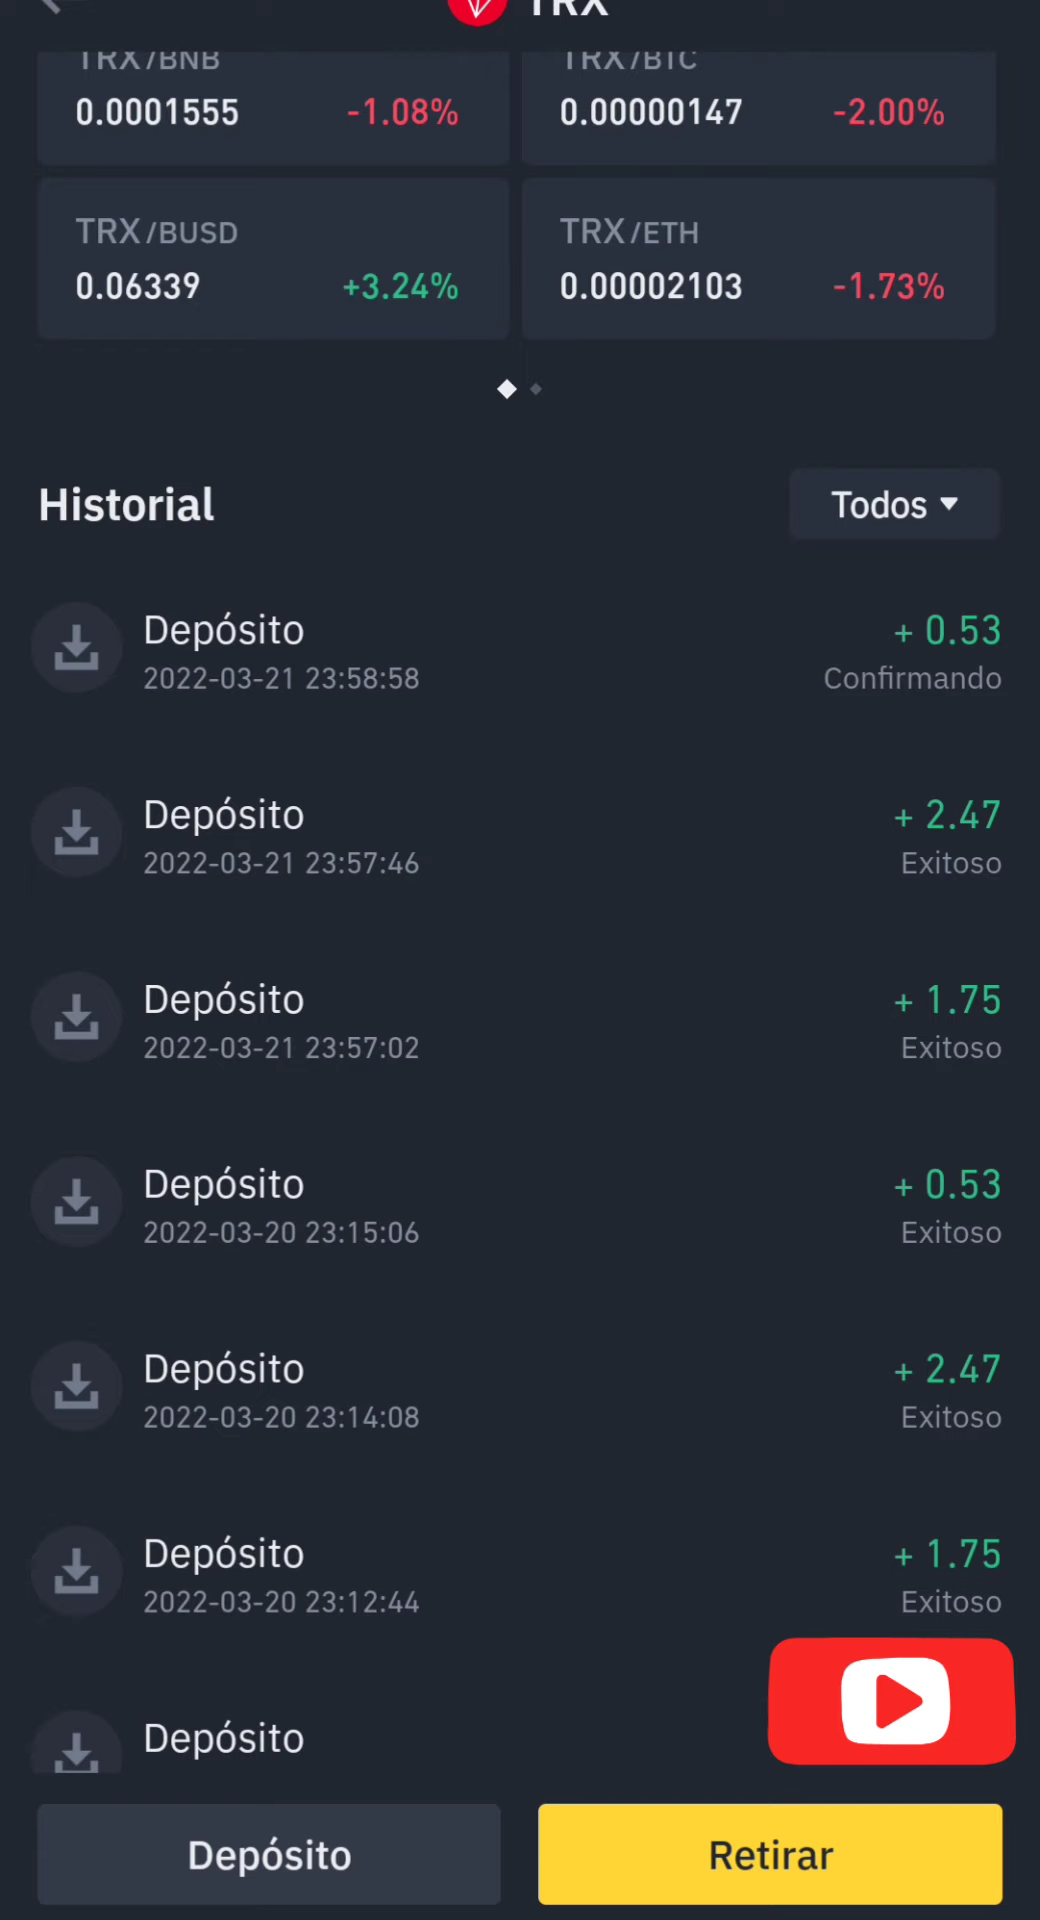 TRX
TRX/BNB
TRX/BTC
0.0001555
-1.08%
0.00000147
-2.00%
TRX/BUSD
TRX/ETH
0.06339
+3.24%
0.00002103
-1.73%
Historial
Todos
Depósito
+ 0.53
2022-03-21 23:58:58
Confirmando
Depósito
+ 2.47
2022-03-21 23:57:46
Exitoso
Depósito
+ 1.75
2022-03-21 23:57:02
Exitoso
Depósito
+ 0.53
2022-03-20 23:15:06
Exitoso
Depósito
+ 2.47
2022-03-20 23:14:08
Exitoso
Depósito
+ 1.75
2022-03-20 23:12:44
Exitoso
Depósito
Depósito
Retirar